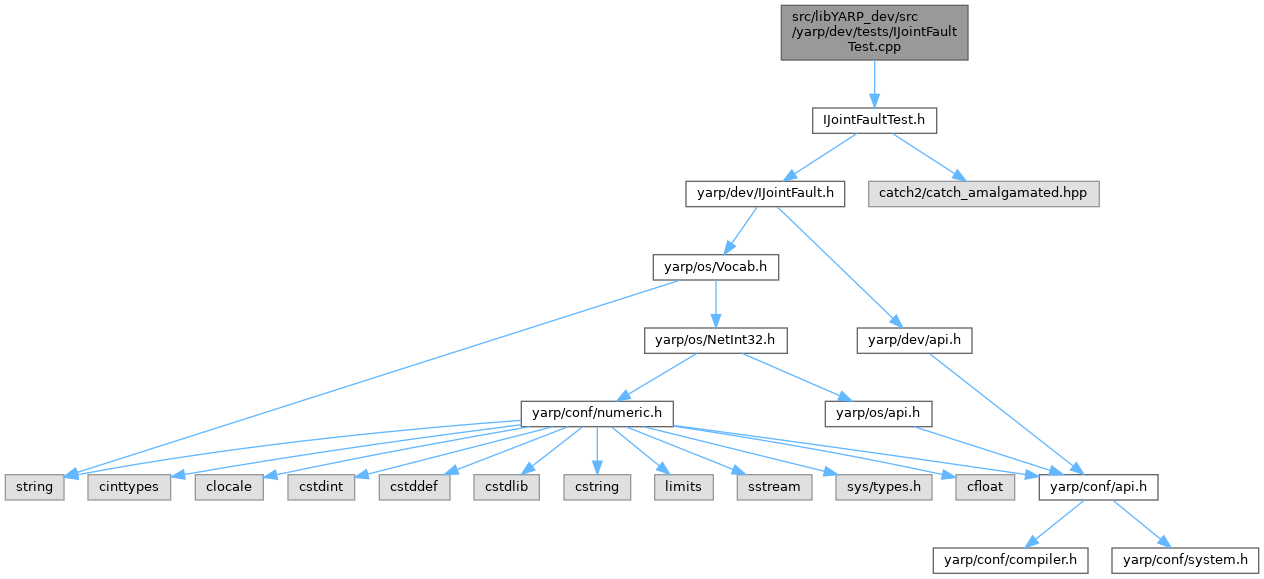 src/libYARP_dev/src
/yarp/dev/tests/IJointFault
Test.cpp
IJointFaultTest.h
yarp/dev/IJointFault.h
catch2/catch_amalgamated.hpp
yarp/os/Vocab.h
yarp/os/NetInt32.h
yarp/dev/api.h
yarp/conf/numeric.h
yarp/os/api.h
string
cinttypes
clocale
cstdint
cstddef
cstdlib
cstring
limits
sstream
sys/types.h
cfloat
yarp/conf/api.h
yarp/conf/compiler.h
yarp/conf/system.h